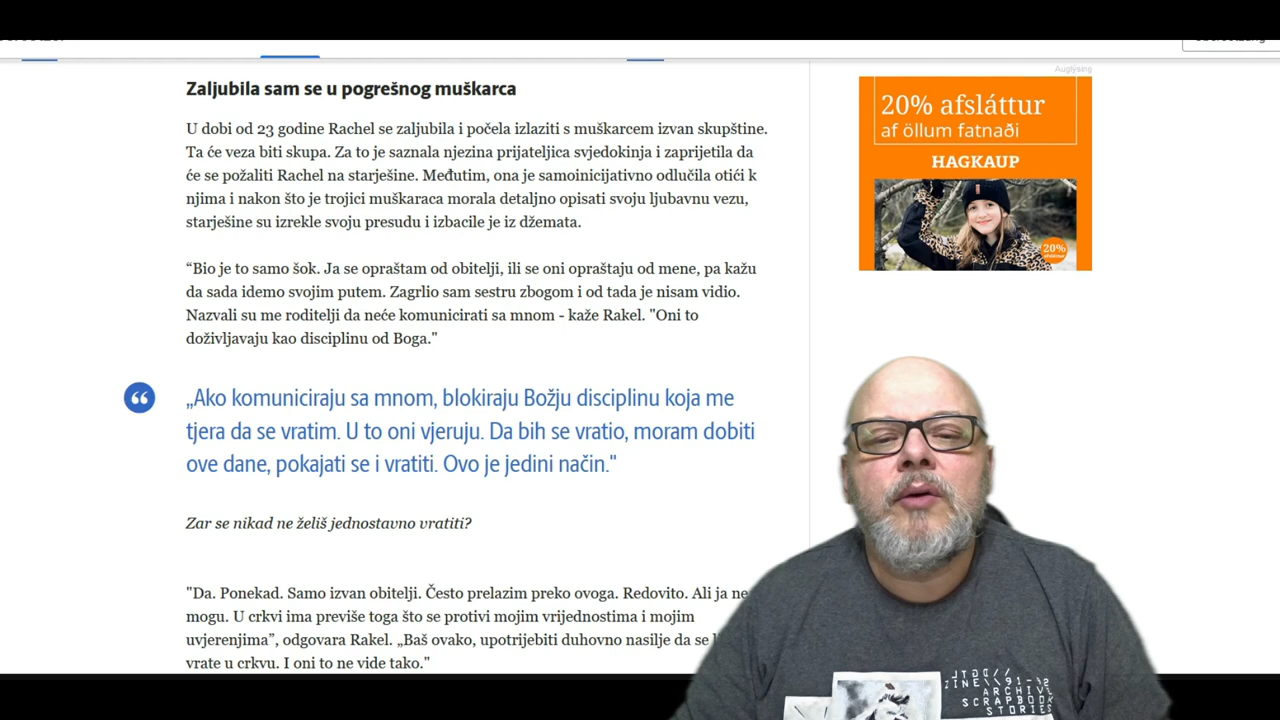 Zaljubila sam se u pogrešnog muškarca
U dobi od 23 godine Rachel se zaljubila i počela izlaziti s muškarcem izvan skupštine.
Ta će veza biti skupa. Za to je saznala njezina prijateljica svjedokinja i zaprijetila da
će se požaliti Rachel na starješine. Međutim, ona je samoinicijativno odlučila otići k
njima i nakon što je trojici muškaraca morala detaljno opisati svoju ljubavnu vezu,
starješine su izrekle svoju presudu i izbacile je iz džemata.
“Bio je to samo šok. Ja se opraštam od obitelji, ili se oni opraštaju od mene, pa kažu
da sada idemo svojim putem. Zagrlio sam sestru zbogom i od tada je nisam vidio.
Nazvali su me roditelji da neće komunicirati sa mnom - kaže Rakel. "Oni to
doživljavaju kao disciplinu od Boga."
„Ako komuniciraju sa mnom, blokiraju Božju disciplinu koja me
tjera da se vratim. U to oni vjeruju. Da bih se vratio, moram dobiti
ove dane, pokajati se i vratiti. Ovo je jedini način."
Zar se nikad ne želiš jednostavno vratiti?
"Da. Ponekad. Samo izvan obitelji. Često prelazim preko ovoga. Redovito. Ali ja ne
mogu. U crkvi ima previše toga što se protivi mojim vrijednostima i mojim
uvjerenjima”, odgovara Rakel. „Baš ovako, upotrijebiti duhovno nasilje da se
vrate u crkvu. I oni to ne vide tako."
Auglýsing
20% afsláttur
af öllum fatnaði
HAGKAUP
20%
afsláttur
ARCHIVE
SCRAPBOOK
STORIES